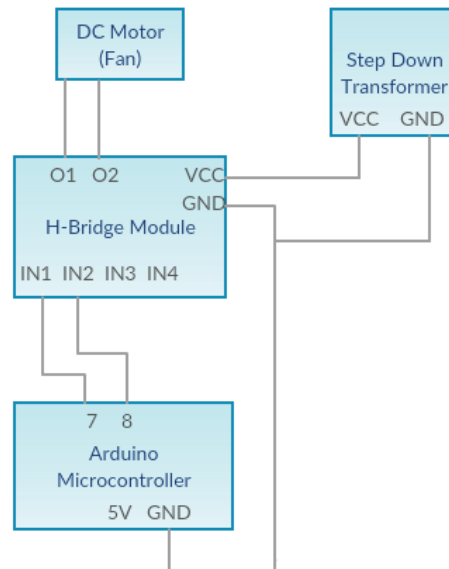 DC Motor
(Fan)
Step Down
Transformer
VCC GND
O1 O2 VCC
GND
H-Bridge Module
IN1 IN2 IN3 IN4
7 8
Arduino
Microcontroller
5V GND